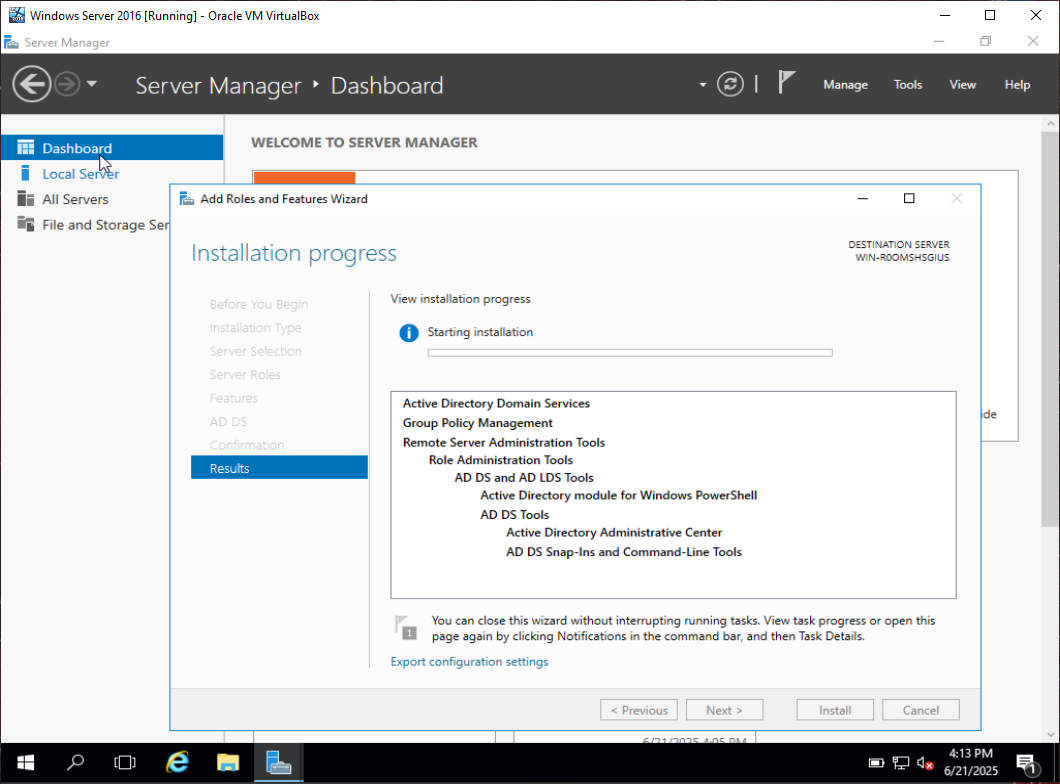 Windows Server 2016 [Running] - Oracle VM VirtualBox
Server Manager
Server Manager ‣ Dashboard
Manage
Tools
View
Help
Dashboard
Local Server
All Servers
File and Storage Ser
WELCOME TO SERVER MANAGER
Add Roles and Features Wizard
Installation progress
DESTINATION SERVER
WIN-R0OMSHSGIUS
Before You Begin
Installation Type
Server Selection
Server Roles
Features
AD DS
Confirmation
Results
View installation progress
Starting installation
Active Directory Domain Services
Group Policy Management
Remote Server Administration Tools
Role Administration Tools
AD DS and AD LDS Tools
Active Directory module for Windows PowerShell
AD DS Tools
Active Directory Administrative Center
AD DS Snap-Ins and Command-Line Tools
ide
1
You can close this wizard without interrupting running tasks. View task progress or open this
page again by clicking Notifications in the command bar, and then Task Details.
Export configuration settings
< Previous
Next >
Install
Cancel
6/21/2025 4:05 PM
4:13 PM
6/21/2025
1